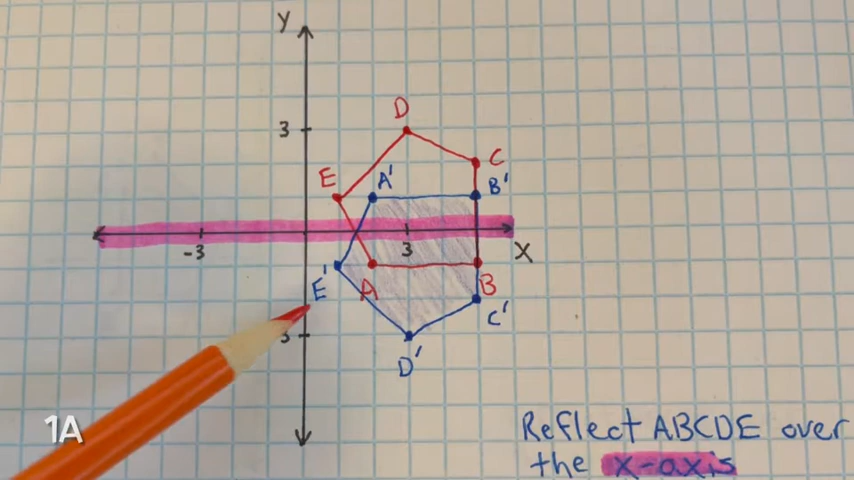 Y
D
3
C
E
A'
B'
-3
3
X
E'
A
B
C'
3
D'
1A
Reflect ABCDE over
the x-axis